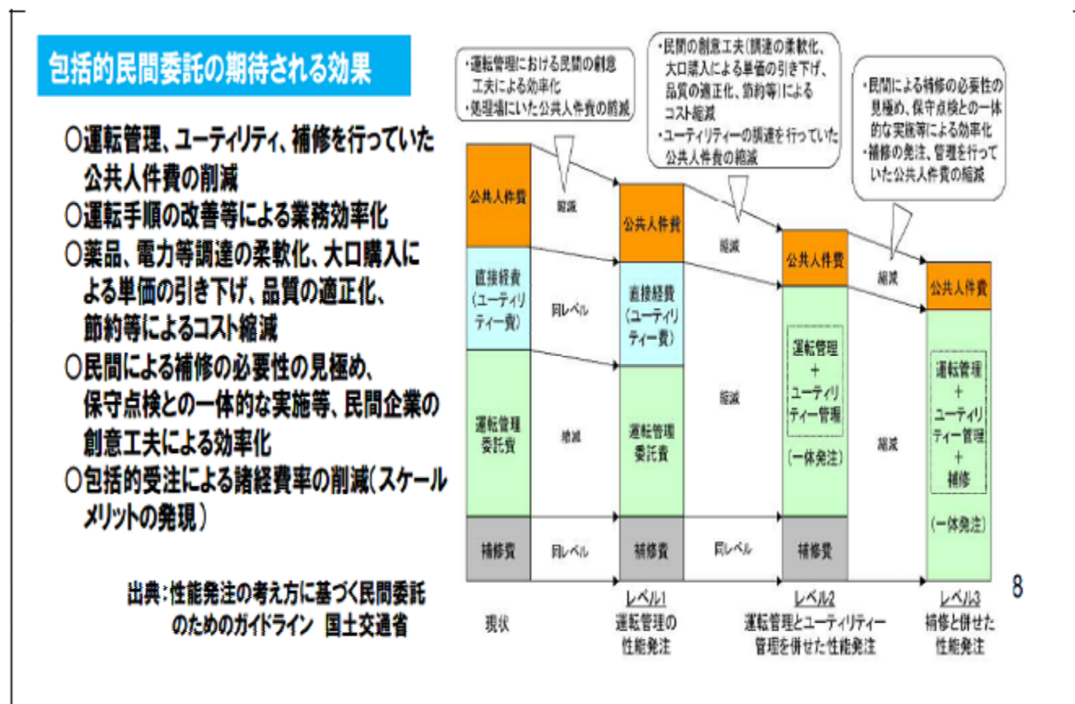 包括的民間委託の期待される効果
○運転管理、ユーティリティ、補修を行っていた
公共人件費の削減
○運転手順の改善等による業務効率化
○薬品、電力等調達の柔軟化、大口購入に
よる単価の引き下げ、品質の適正化、
節約等によるコスト縮減
○民間による補修の必要性の見極め、
保守点検との一体的な実施等、民間企業の
創意工夫による効率化
○包括的受注による諸経費率の削減(スケール
メリットの発現)
出典:性能発注の考え方に基づく民間委託
のためのガイドライン 国土交通省
・運転管理における民間の創意
工夫による効率化
・処理場にいた公共人件費の縮減
・民間の創意工夫(調達の柔軟化、
大口購入による単価の引き下げ、
品質の適正化、節約等)による
コスト縮減
・ユーティリティーの調達を行っていた
公共人件費の縮減
・民間による補修の必要性の
見極め、保守点検との一体
的な実施等による効率化
・補修の発注、管理を行って
いた公共人件費の縮減
公共人件費
直接経費
(ユーティリ
ティー費)
運転管理
委託費
補修費
現状
縮減
同レベル
縮減
同レベル
公共人件費
直接経費
(ユーティリ
ティー費)
運転管理
委託費
補修費
レベル1
運転管理の
性能発注
縮減
縮減
同レベル
公共人件費
運転管理
+
ユーティリ
ティー管理
(一体発注)
補修費
レベル2
運転管理とユーティリティー
管理を併せた性能発注
縮減
縮減
公共人件費
運転管理
+
ユーティリ
ティー管理
+
補修
(一体発注)
レベル3
補修と併せた
性能発注
8